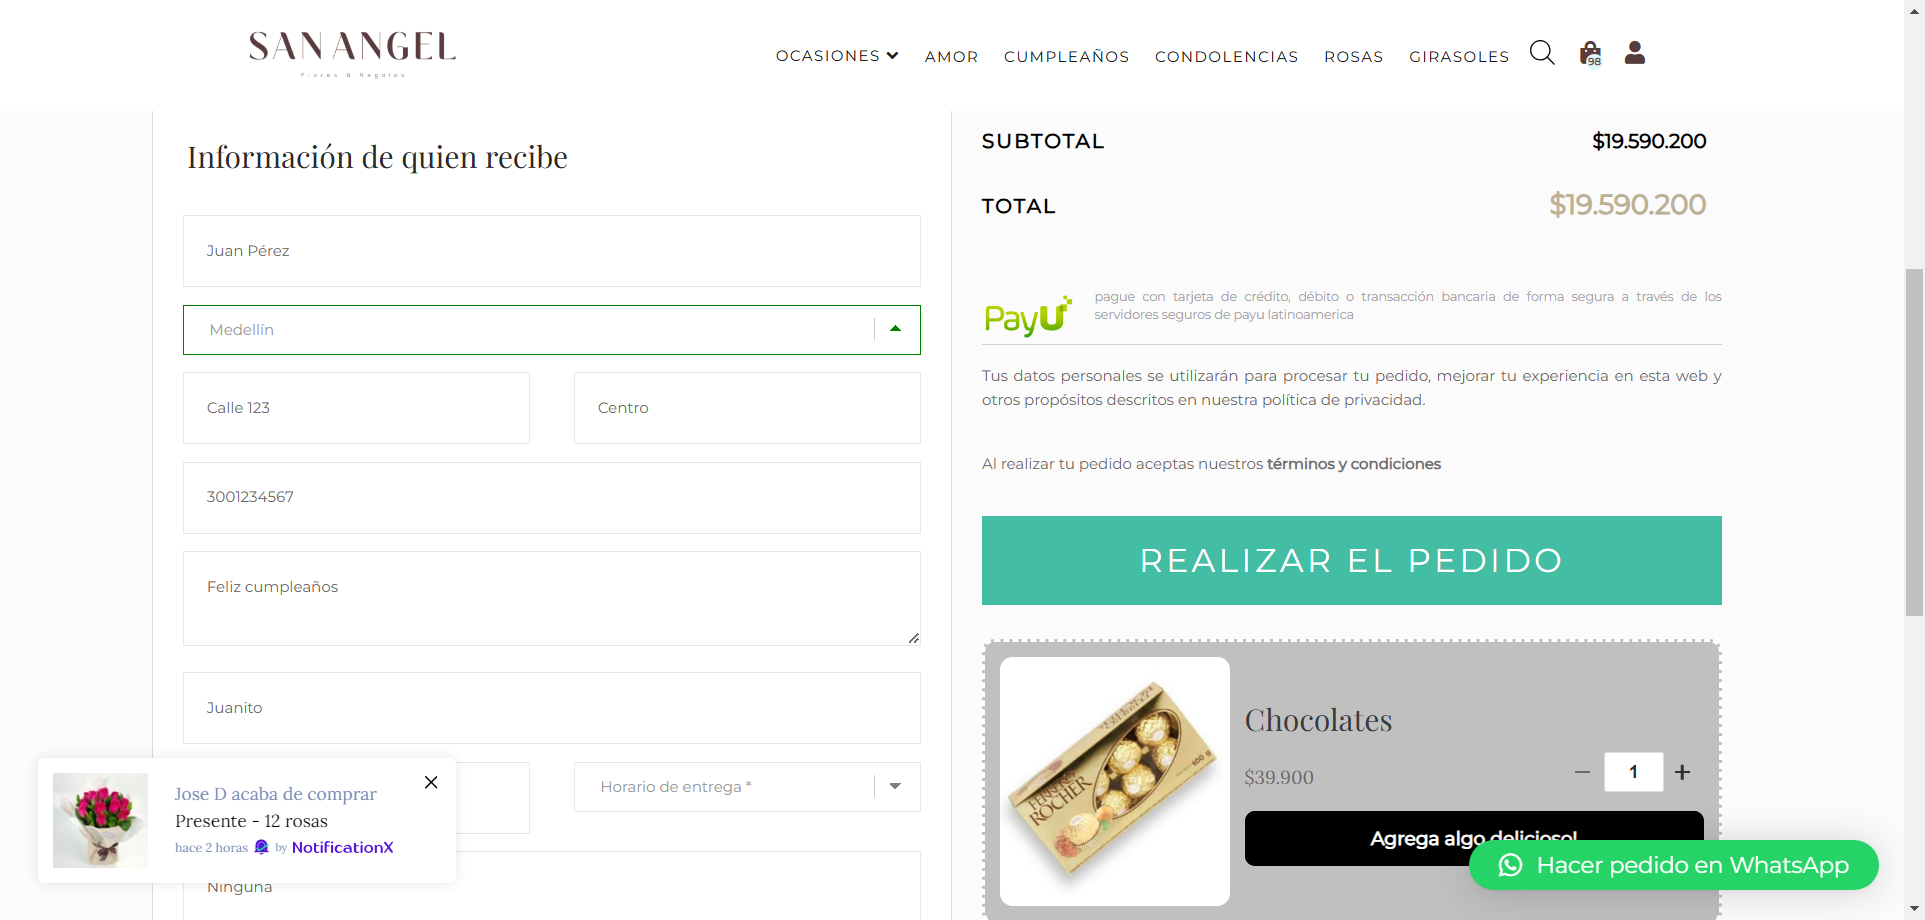 SAN ANGEL
Flores & Regalos
OCASIONES
AMOR
CUMPLEAÑOS
CONDOLENCIAS
ROSAS
GIRASOLES
98
Información de quien recibe
Juan Pérez
Medellín
Calle 123
Centro
3001234567
Feliz cumpleaños
Juanito
Horario de entrega *
Ninguna
Jose D acaba de comprar
Presente - 12 rosas
hace 2 horas by NotificationX
SUBTOTAL $19.590.200
TOTAL $19.590.200
PayU
pague con tarjeta de crédito, débito o transacción bancaria de forma segura a través de los
servidores seguros de payu latinoamerica
Tus datos personales se utilizarán para procesar tu pedido, mejorar tu experiencia en esta web y
otros propósitos descritos en nuestra política de privacidad.
Al realizar tu pedido aceptas nuestros términos y condiciones
REALIZAR EL PEDIDO
FERRERO
ROCHER
100 g
Chocolates
$39.900
1
Agrega algo delicioso!
Hacer pedido en WhatsApp